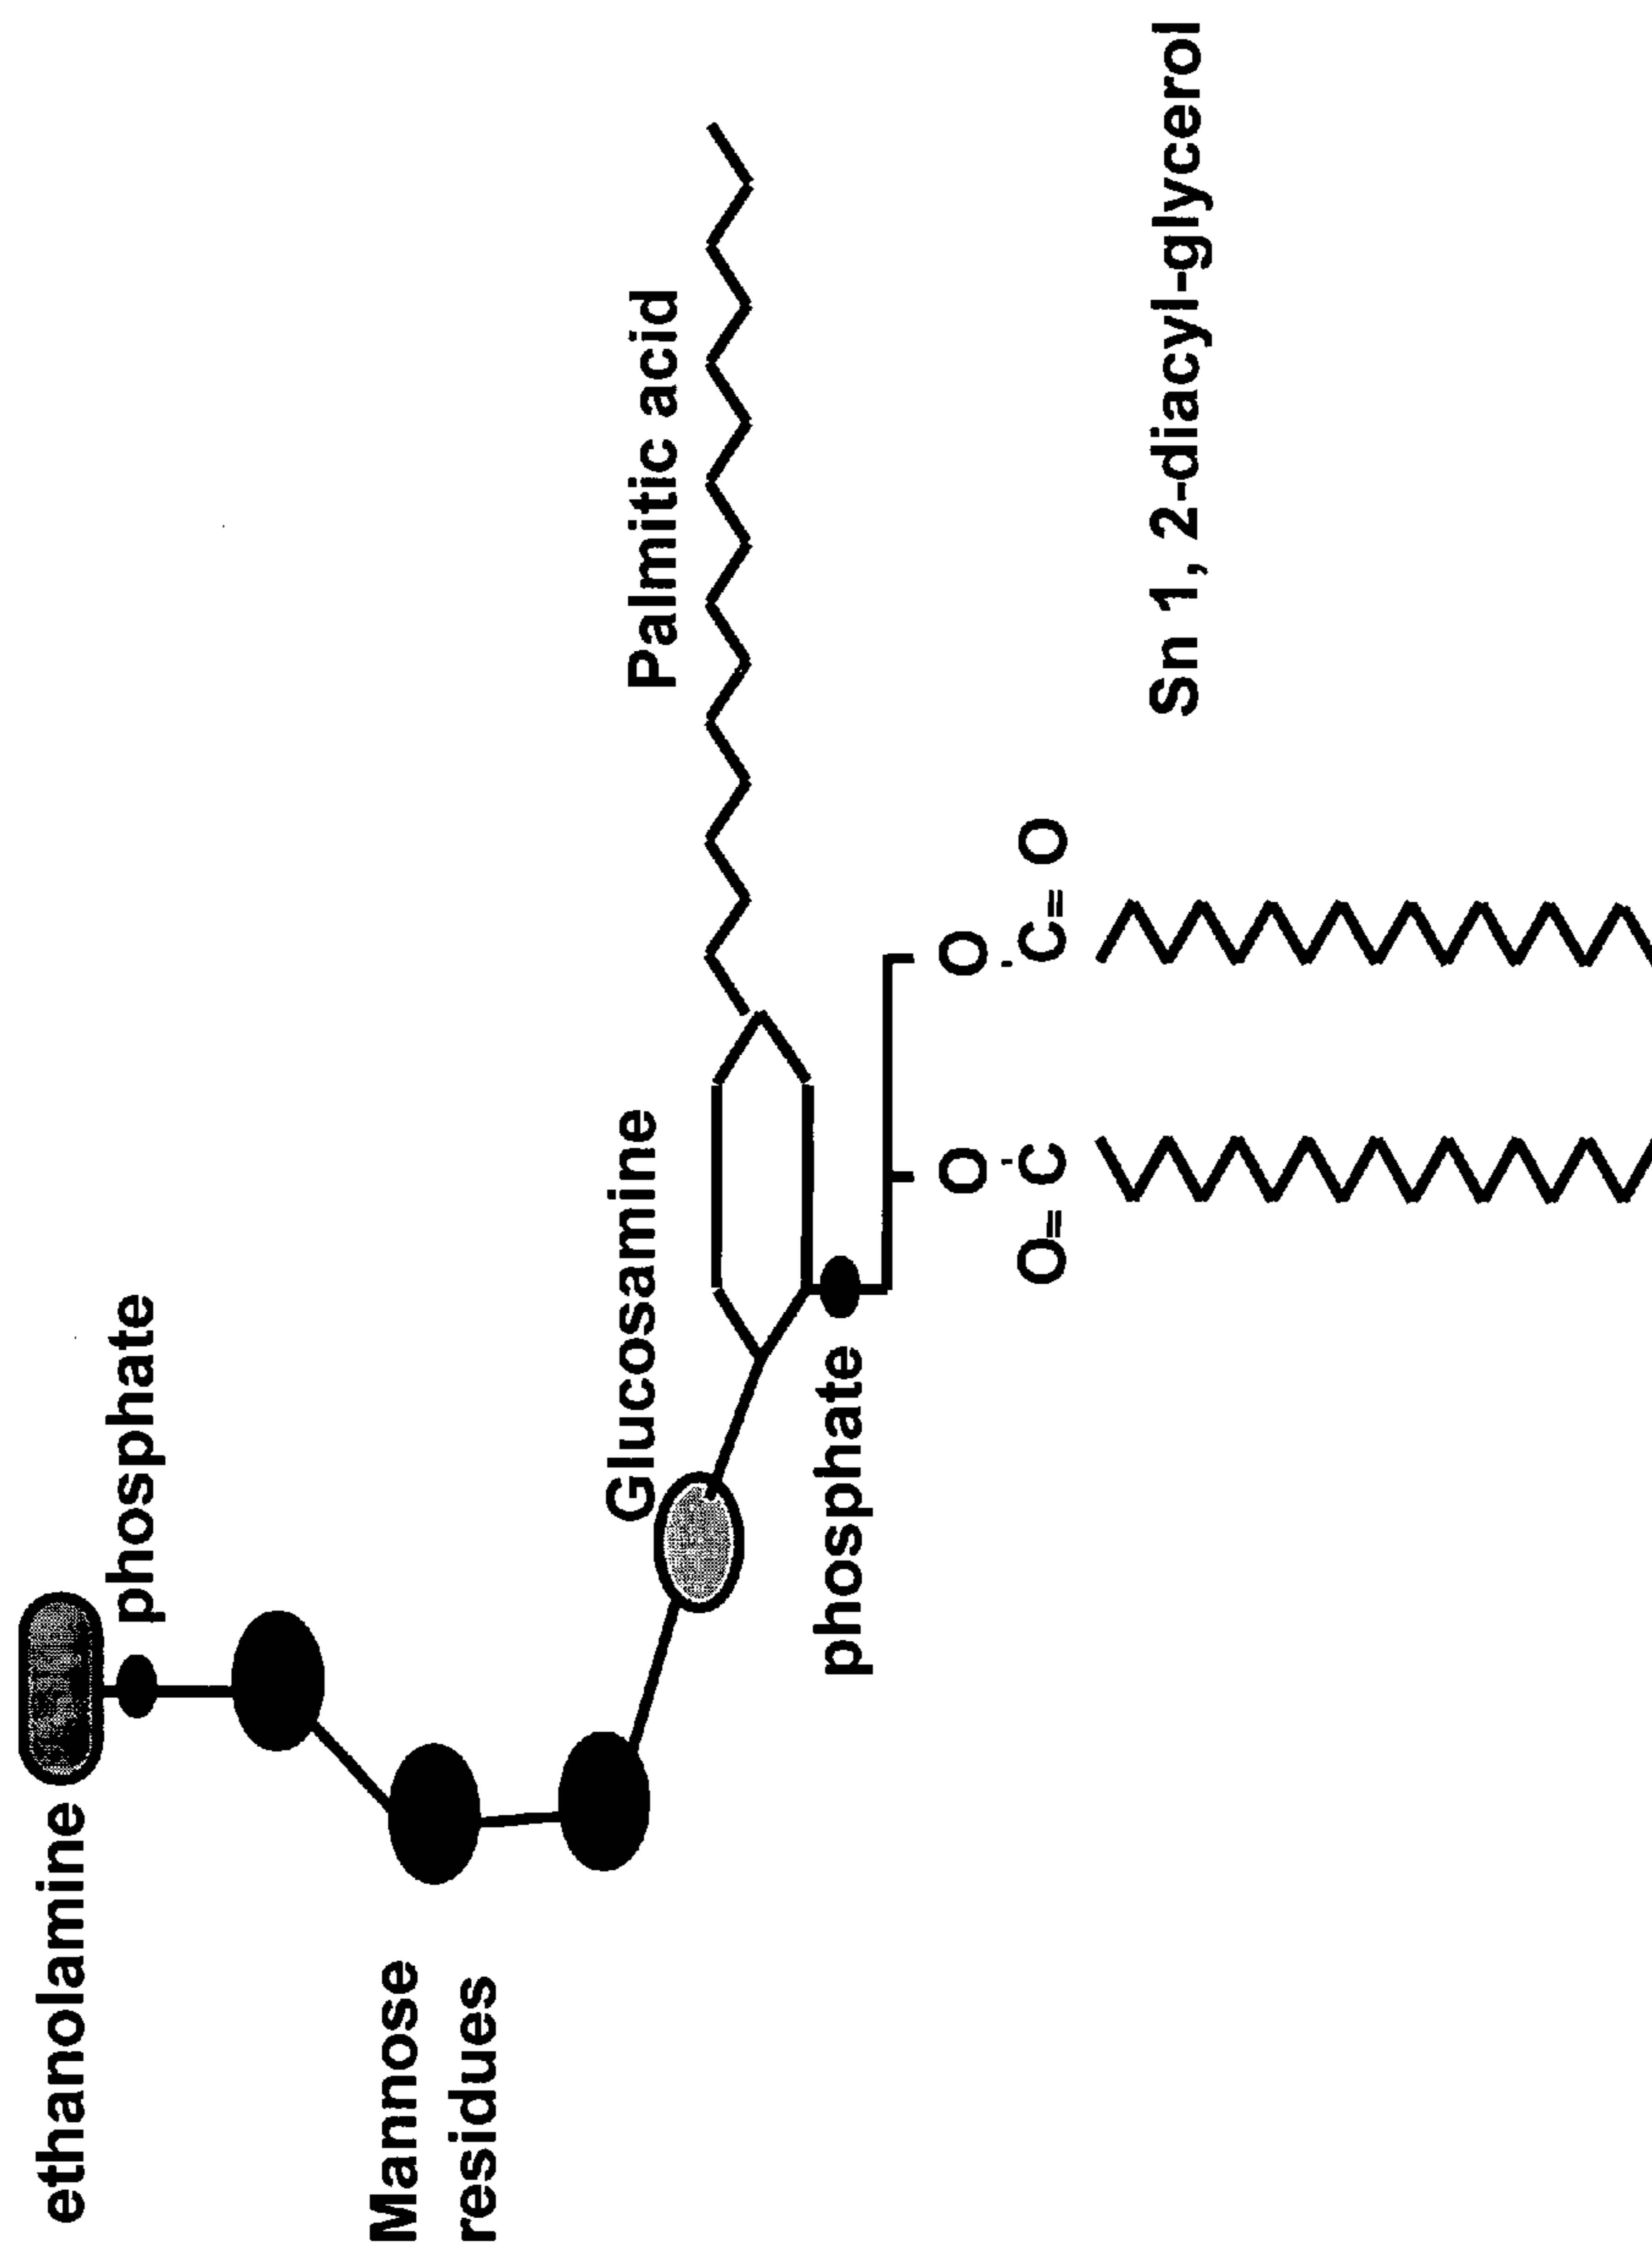 ethanolamine
phosphate
Mannose
residues
Glucosamine
Palmitic acid
phosphate
O O
O=C C=O
Sn 1, 2-diacyl-glycerol